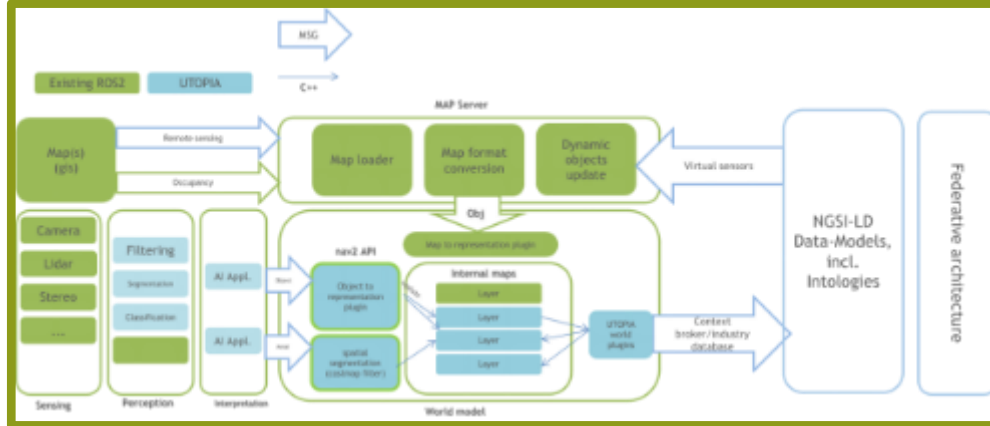 MSG
Existing ROS2
UTOPIA
C++
MAP Server
Map(s)
(gis)
Remote sensing
Occupancy
Map loader
Map format
conversion
Dynamic
objects
update
Virtual sensors
NGSI-LD
Data-Models,
incl.
Intologies
Federative architecture
Obj
Map to representation plugin
Camera
Lidar
Stereo
...
Sensing
Filtering
Segmentation
Classification
Perception
AI Appl.
AI Appl.
Interpretation
nav2 API
Object to
representation
plugin
spatial
segmentation
(costmap filter)
Internal maps
Layer
Layer
Layer
Layer
UTOPIA
world
plugins
Context
broker/industry
database
World model